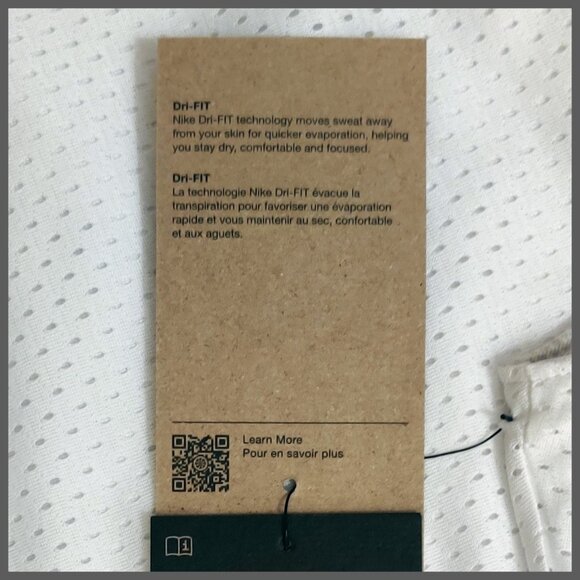 Dri-FIT
Nike Dri-FIT technology moves sweat away
from your skin for quicker evaporation, helping
you stay dry, comfortable and focused.
Dri-FIT
La technologie Nike Dri-FIT évacue la
transpiration pour favoriser une évaporation
rapide et vous maintenir au sec, confortable
et aux aguets.
Learn More
Pour en savoir plus
i